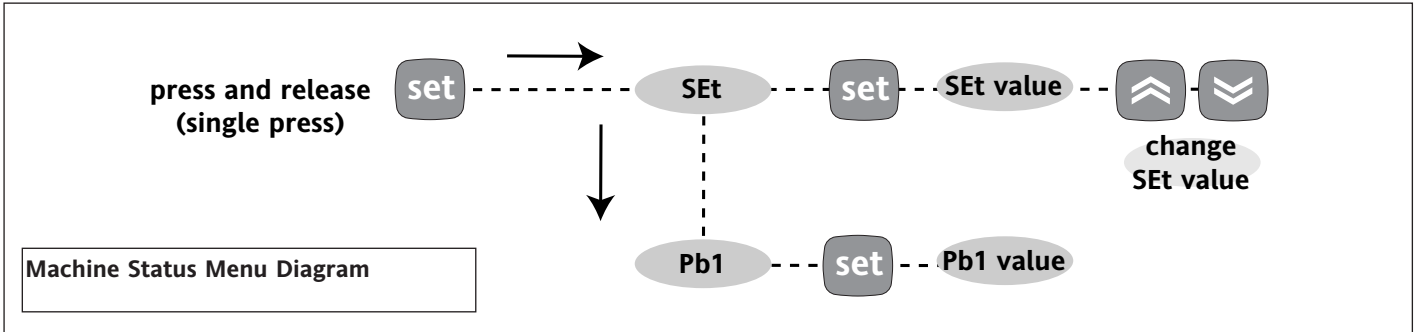 press and release
(single press)
set
SEt
set
SEt value
change
SEt value
Pb1
set
Pb1 value
Machine Status Menu Diagram